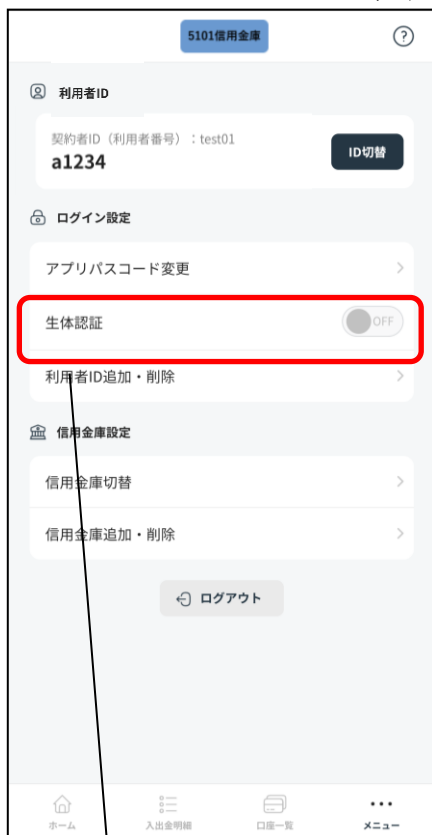 5101信用金庫
?
利用者ID
契約者ID（利用者番号）：test01
a1234
ID切替
ログイン設定
アプリパスコード変更
生体認証
OFF
利用者ID追加・削除
信用金庫設定
信用金庫切替
信用金庫追加・削除
ログアウト
ホーム 入出金明細 口座一覧 メニュー